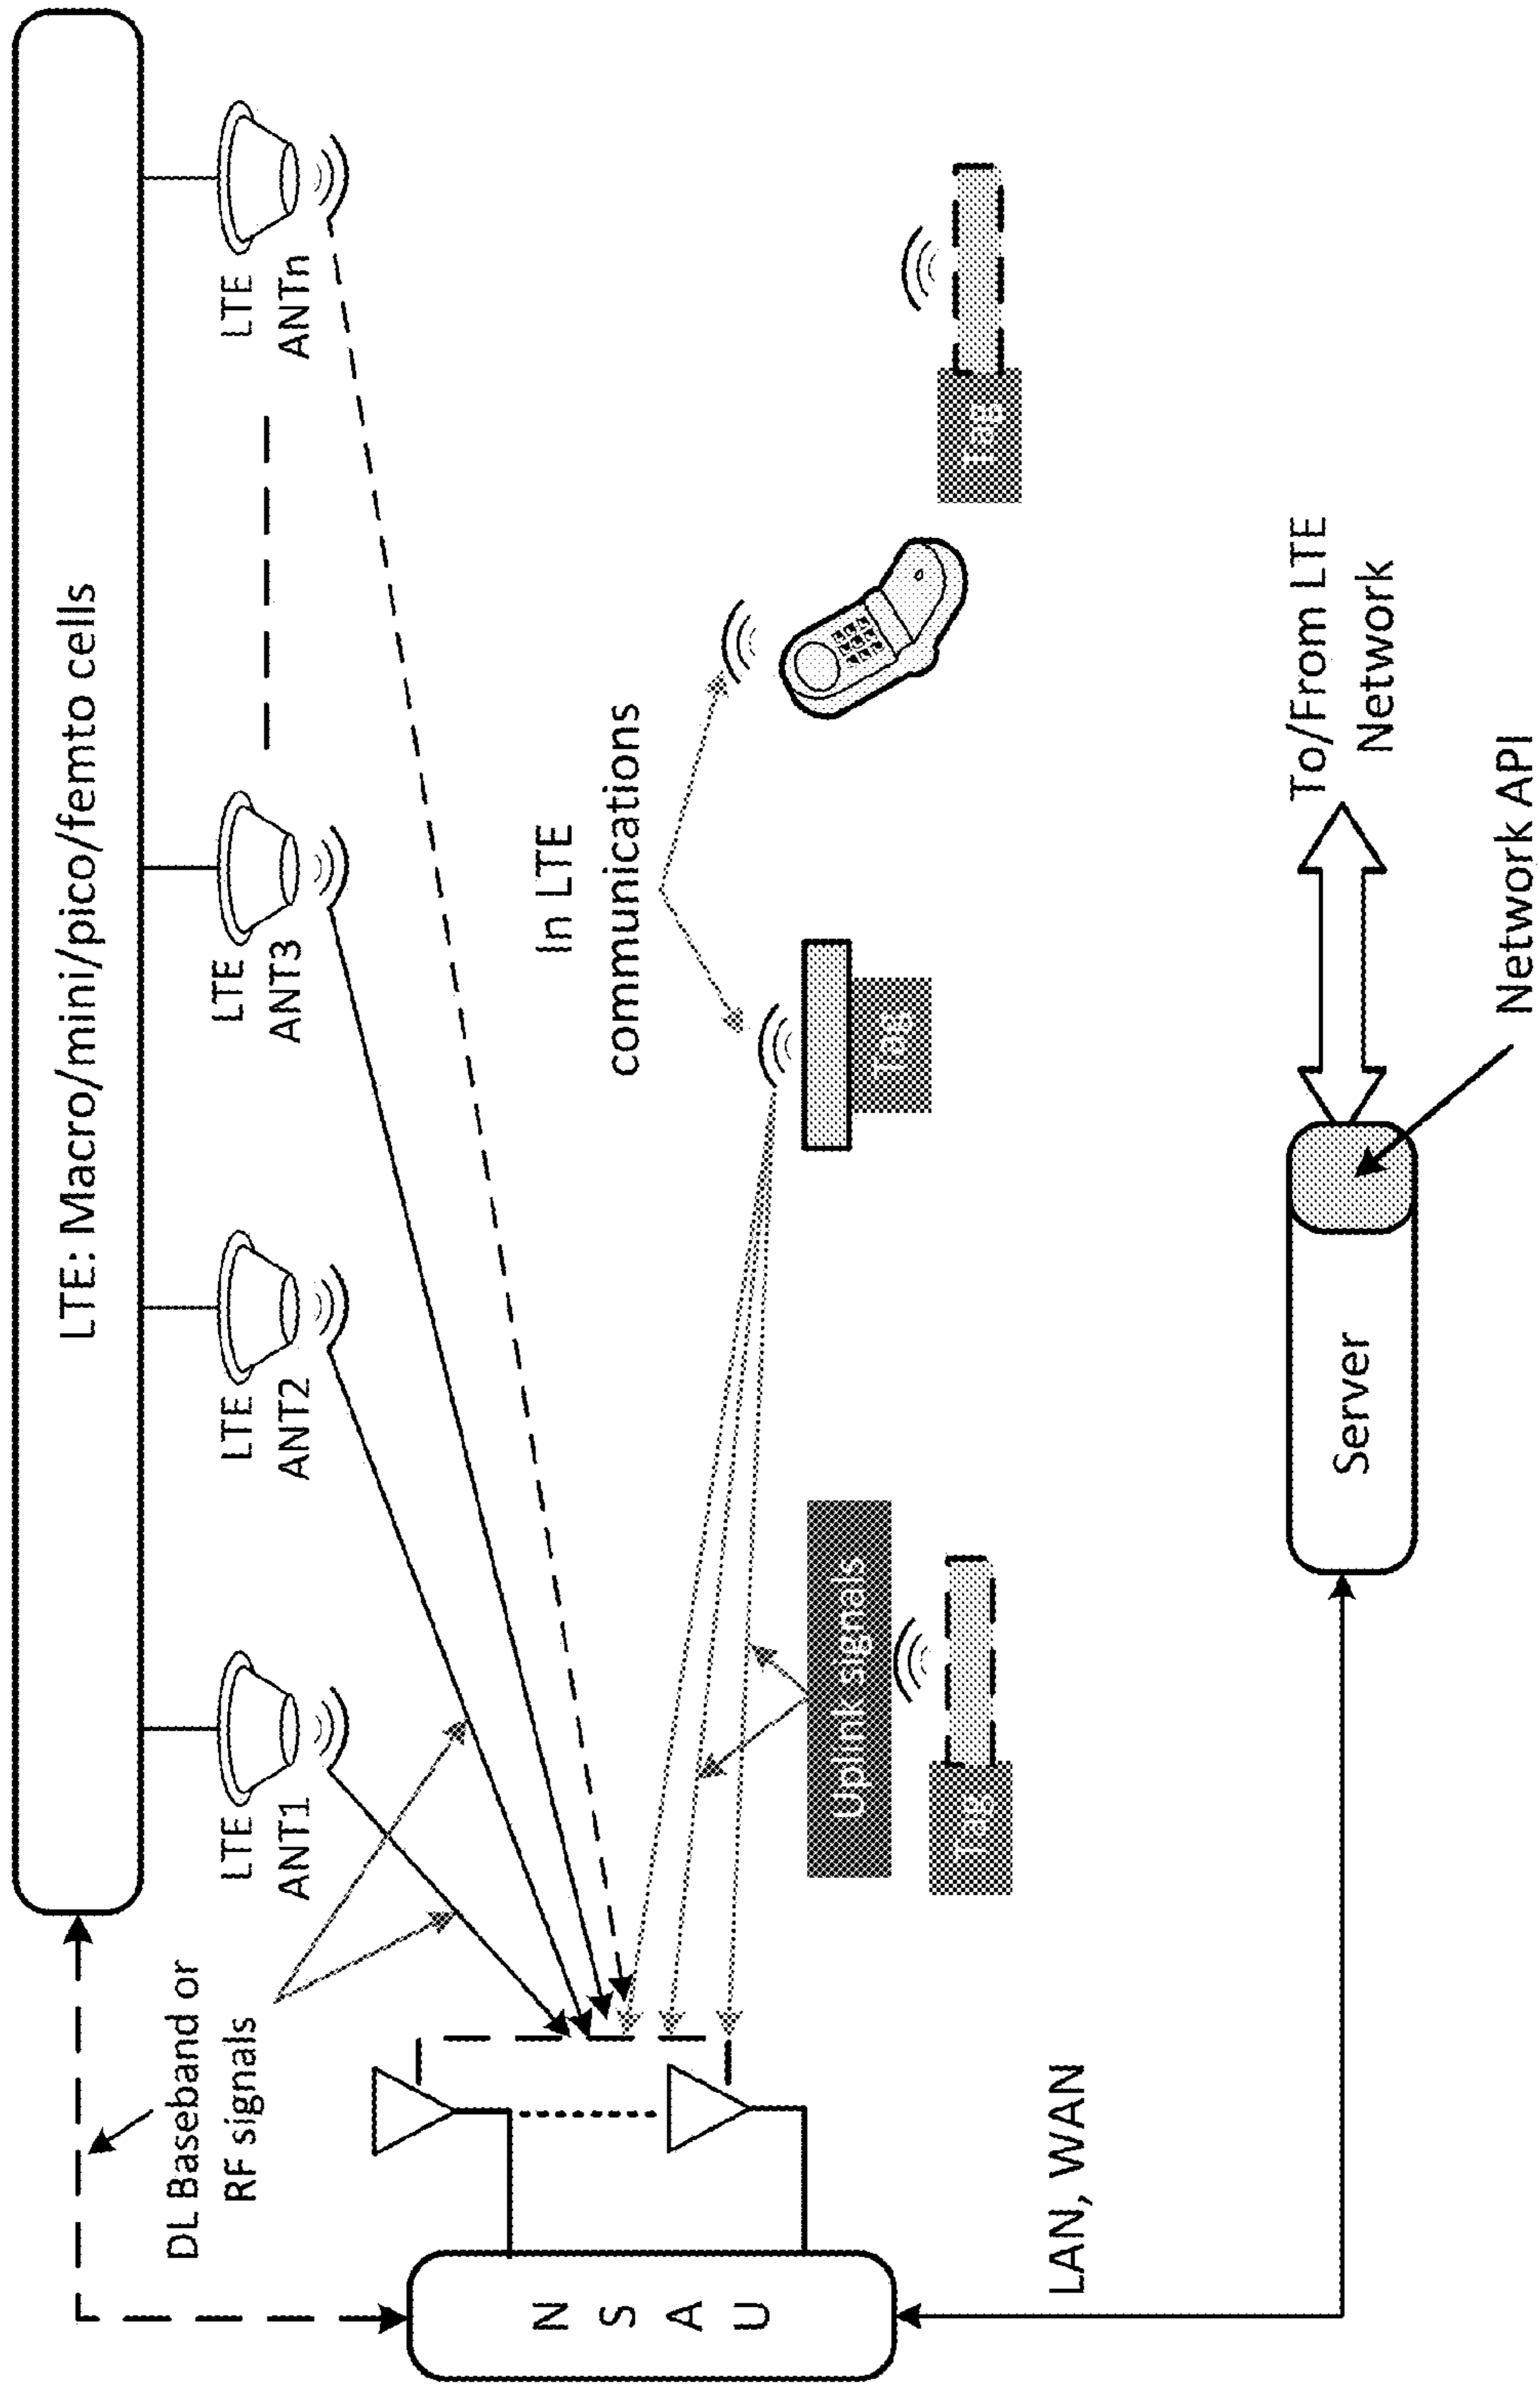 LTE: Macro/mini/pico/femto cells
DL Baseband or
RF signals
LTE
ANT1
LTE
ANT2
LTE
ANT3
LTE
ANTn
In LTE
communications
N
S
A
U
Uplink signals
Tag
Tag
Tag
LAN, WAN
Server
To/From LTE
Network
Network API